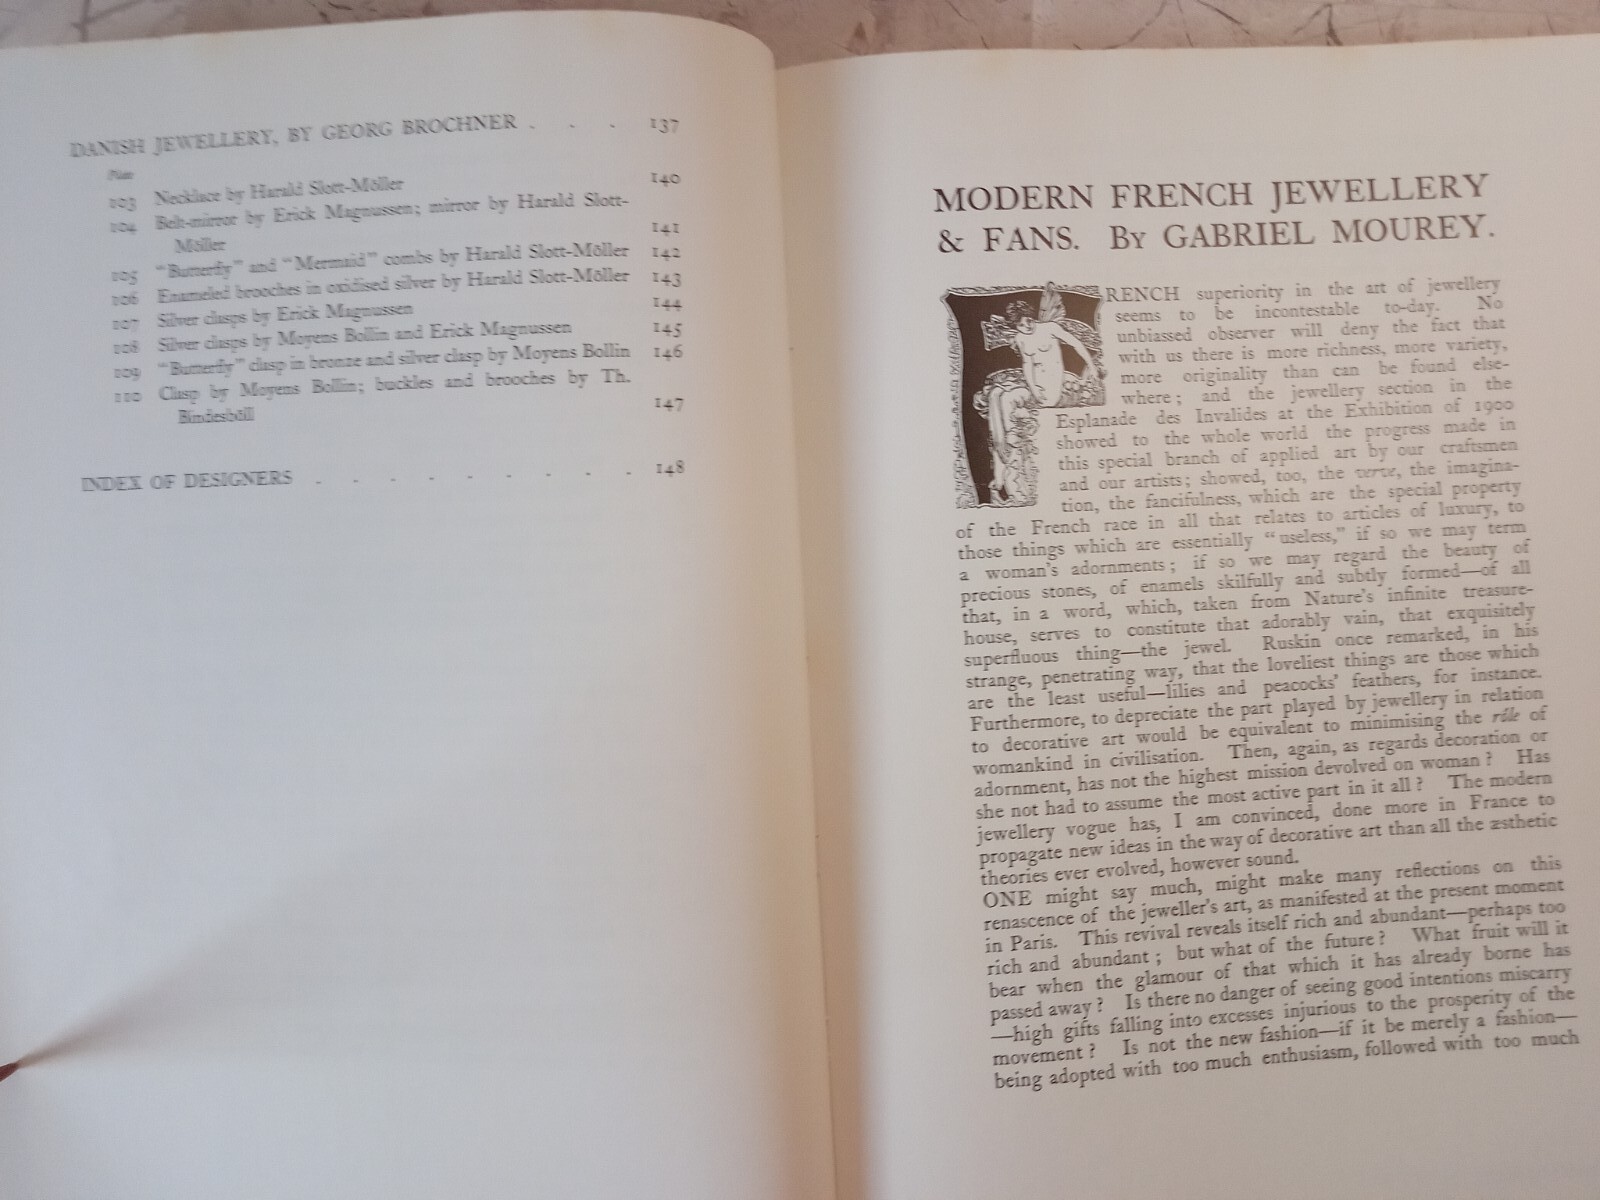 DANISH JEWELLERY, BY GEORG BROCHNER . . . 137
Plate
103 Necklace by Harald Slott-Möller 140
104 Belt-mirror by Erick Magnussen; mirror by Harald Slott-
Möller 141
105 "Butterfly" and "Mermaid" combs by Harald Slott-Möller 142
106 Enameled brooches in oxidised silver by Harald Slott-Möller 143
107 Silver clasps by Erick Magnussen 144
108 Silver clasps by Moyens Bollin and Erick Magnussen 145
109 "Butterfly" clasp in bronze and silver clasp by Moyens Bollin 146
110 Clasp by Moyens Bollin; buckles and brooches by Th.
Bindesböll 147
INDEX OF DESIGNERS . . . . . . . . . 148
MODERN FRENCH JEWELLERY
& FANS. By GABRIEL MOUREY.
FRENCH superiority in the art of jewellery
seems to be incontestable to-day. No
unbiassed observer will deny the fact that
with us there is more richness, more variety,
more originality than can be found else-
where; and the jewellery section in the
Esplanade des Invalides at the Exhibition of 1900
showed to the whole world the progress made in
this special branch of applied art by our craftsmen
and our artists; showed, too, the verve, the imagina-
tion, the fancifulness, which are the special property
of the French race in all that relates to articles of luxury, to
those things which are essentially "useless," if so we may term
a woman's adornments; if so we may regard the beauty of
precious stones, of enamels skilfully and subtly formed—of all
that, in a word, which, taken from Nature's infinite treasure-
house, serves to constitute that adorably vain, that exquisitely
superfluous thing—the jewel. Ruskin once remarked, in his
strange, penetrating way, that the loveliest things are those which
are the least useful—lilies and peacocks' feathers, for instance.
Furthermore, to depreciate the part played by jewellery in relation
to decorative art would be equivalent to minimising the rôle of
womankind in civilisation. Then, again, as regards decoration or
adornment, has not the highest mission devolved on woman? Has
she not had to assume the most active part in it all? The modern
jewellery vogue has, I am convinced, done more in France to
propagate new ideas in the way of decorative art than all the æsthetic
theories ever evolved, however sound.
ONE might say much, might make many reflections on this
renascence of the jeweller's art, as manifested at the present moment
in Paris. This revival reveals itself rich and abundant—perhaps too
rich and abundant; but what of the future? What fruit will it
bear when the glamour of that which it has already borne has
passed away? Is there no danger of seeing good intentions miscarry
—high gifts falling into excesses injurious to the prosperity of the
movement? Is not the new fashion—if it be merely a fashion—
being adopted with too much enthusiasm, followed with too much